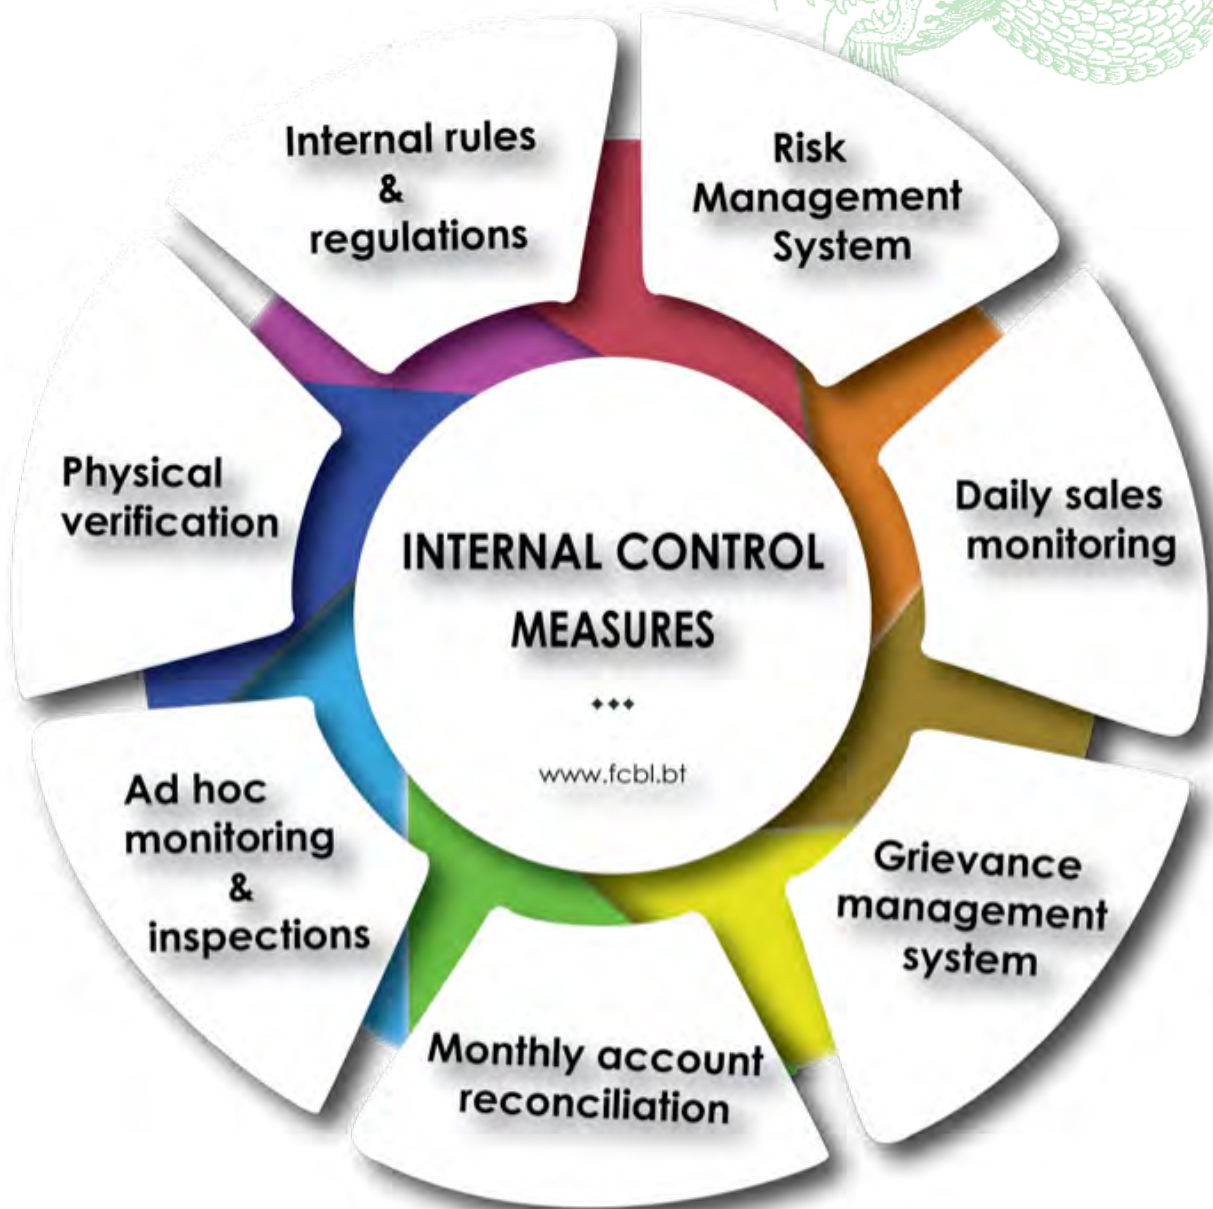 INTERNAL CONTROL
MEASURES
www.fcbl.bt
Internal rules
&
regulations
Risk
Management
System
Daily sales
monitoring
Grievance
management
system
Monthly account
reconciliation
Ad hoc
monitoring
&
inspections
Physical
verification